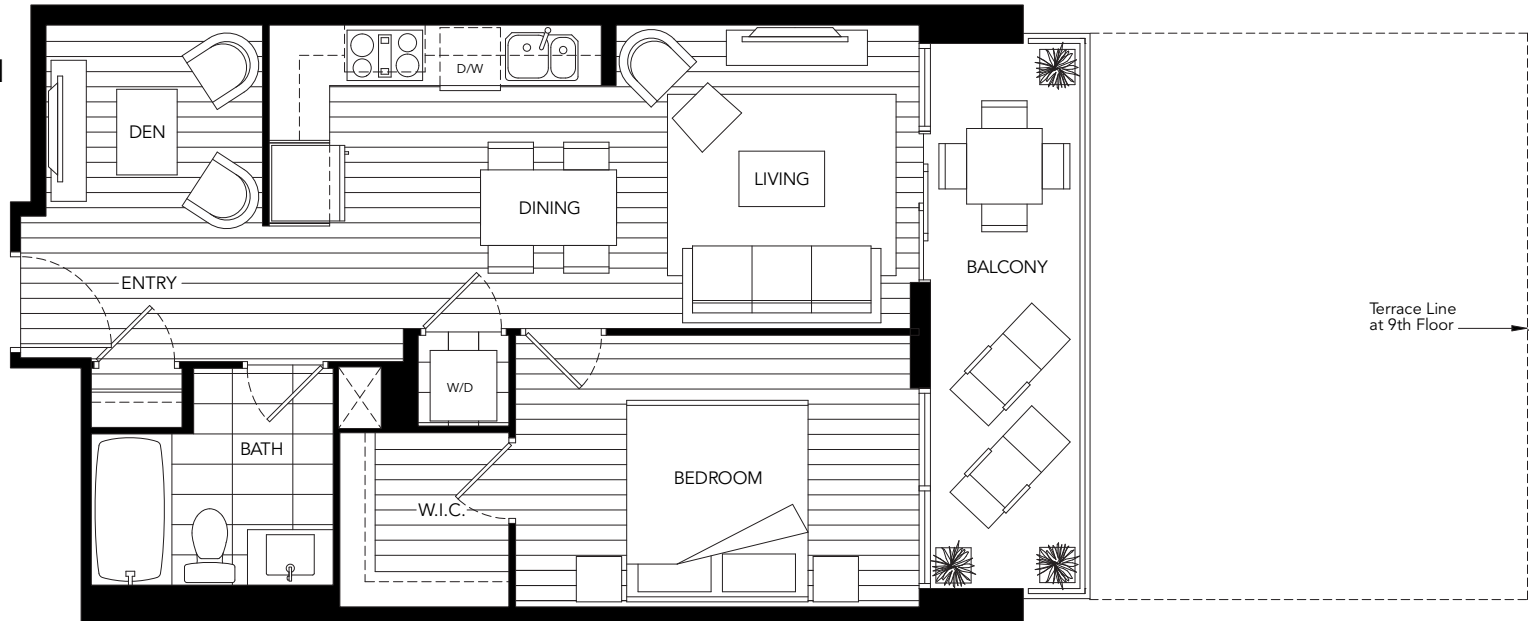 DEN
D/W
LIVING
DINING
ENTRY
BALCONY
Terrace Line
at 9th Floor
W/D
BATH
BEDROOM
W.I.C.